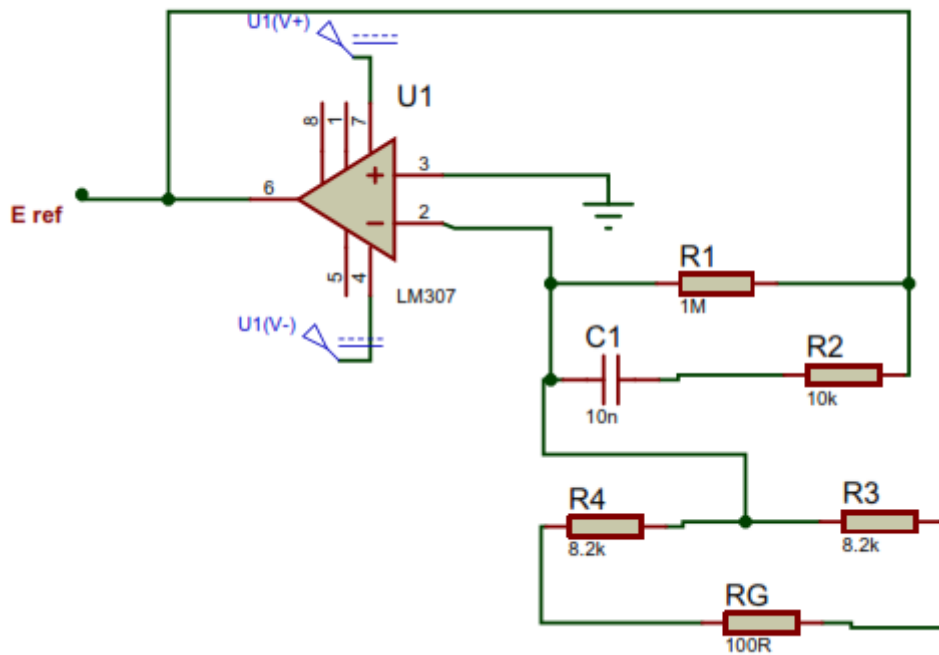 U1(V+)
U1
8
1
7
+
3
6
E ref
−
2
5
4
LM307
U1(V-)
R1
1M
C1
10n
R2
10k
R4
8.2k
R3
8.2k
RG
100R